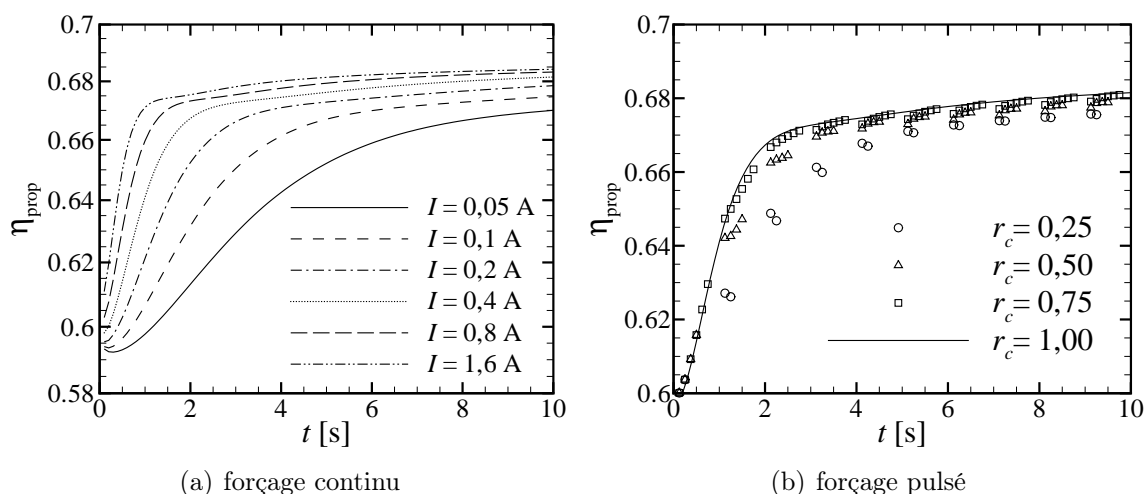 η_prop
0.7
0.68
0.66
0.64
0.62
0.6
0.58
0 2 4 6 8 10
t [s]
I = 0,05 A
I = 0,1 A
I = 0,2 A
I = 0,4 A
I = 0,8 A
I = 1,6 A
(a) forçage continu
η_prop
0.7
0.68
0.66
0.64
0.62
0.6
0 2 4 6 8 10
t [s]
r_c = 0,25
r_c = 0,50
r_c = 0,75
r_c = 1,00
(b) forçage pulsé